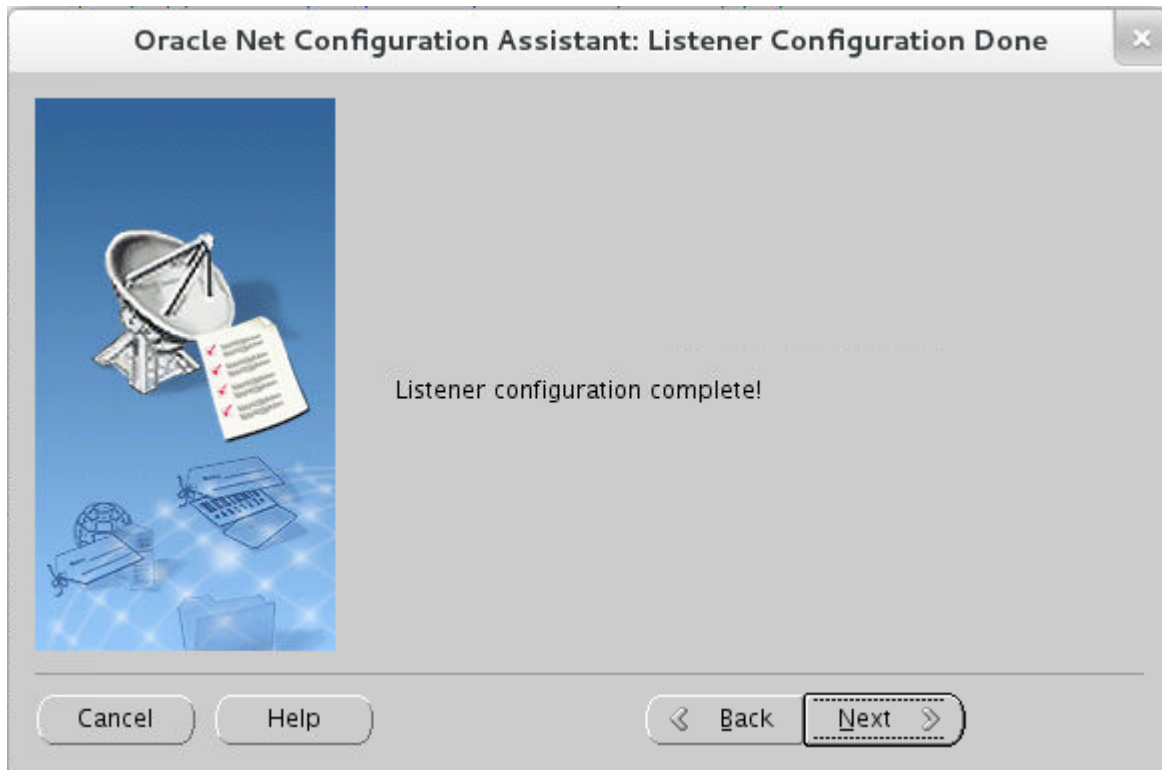 Oracle Net Configuration Assistant: Listener Configuration Done
Listener configuration complete!
Cancel
Help
Back
Next